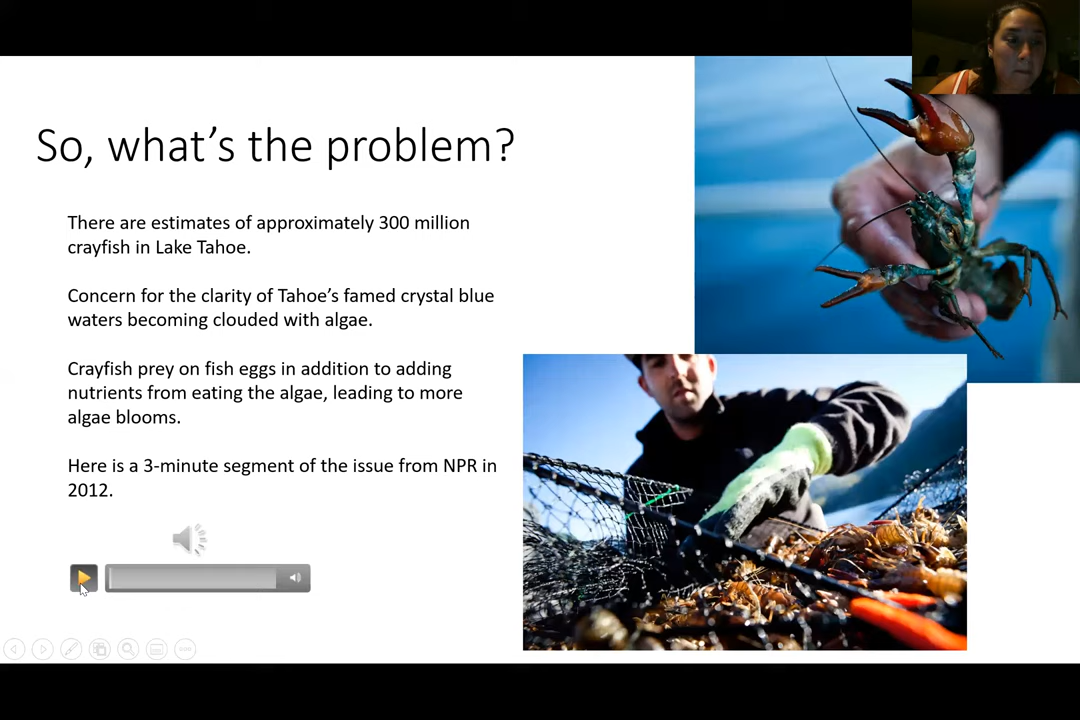 So, what's the problem?
There are estimates of approximately 300 million
crayfish in Lake Tahoe.
Concern for the clarity of Tahoe's famed crystal blue
waters becoming clouded with algae.
Crayfish prey on fish eggs in addition to adding
nutrients from eating the algae, leading to more
algae blooms.
Here is a 3-minute segment of the issue from NPR in
2012.